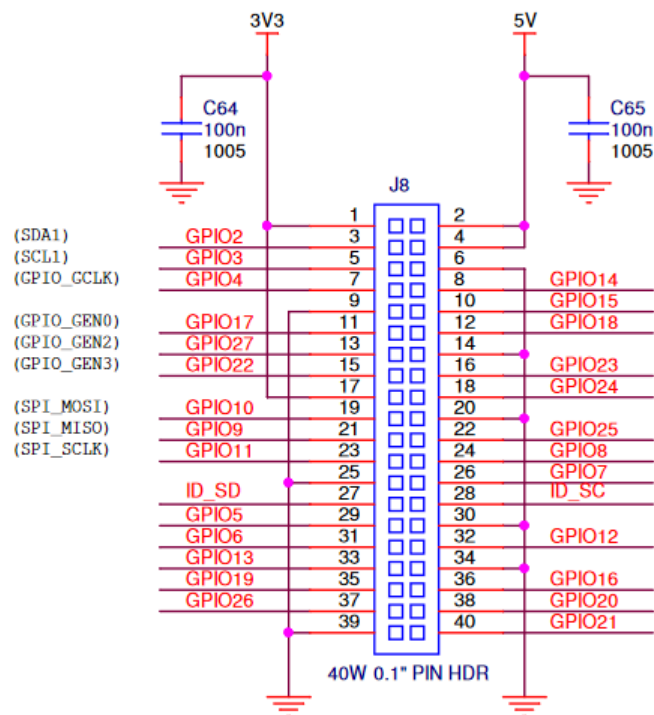 3V3 5V
C64 C65
100n 100n
1005 1005
J8
1 2
(SDA1) GPIO2 3 4
(SCL1) GPIO3 5 6
(GPIO_GCLK) GPIO4 7 8 GPIO14
9 10 GPIO15
(GPIO_GEN0) GPIO17 11 12 GPIO18
(GPIO_GEN2) GPIO27 13 14
(GPIO_GEN3) GPIO22 15 16 GPIO23
17 18 GPIO24
(SPI_MOSI) GPIO10 19 20
(SPI_MISO) GPIO9 21 22 GPIO25
(SPI_SCLK) GPIO11 23 24 GPIO8
25 26 GPIO7
ID_SD 27 28 ID_SC
GPIO5 29 30
GPIO6 31 32 GPIO12
GPIO13 33 34
GPIO19 35 36 GPIO16
GPIO26 37 38 GPIO20
39 40 GPIO21
40W 0.1" PIN HDR